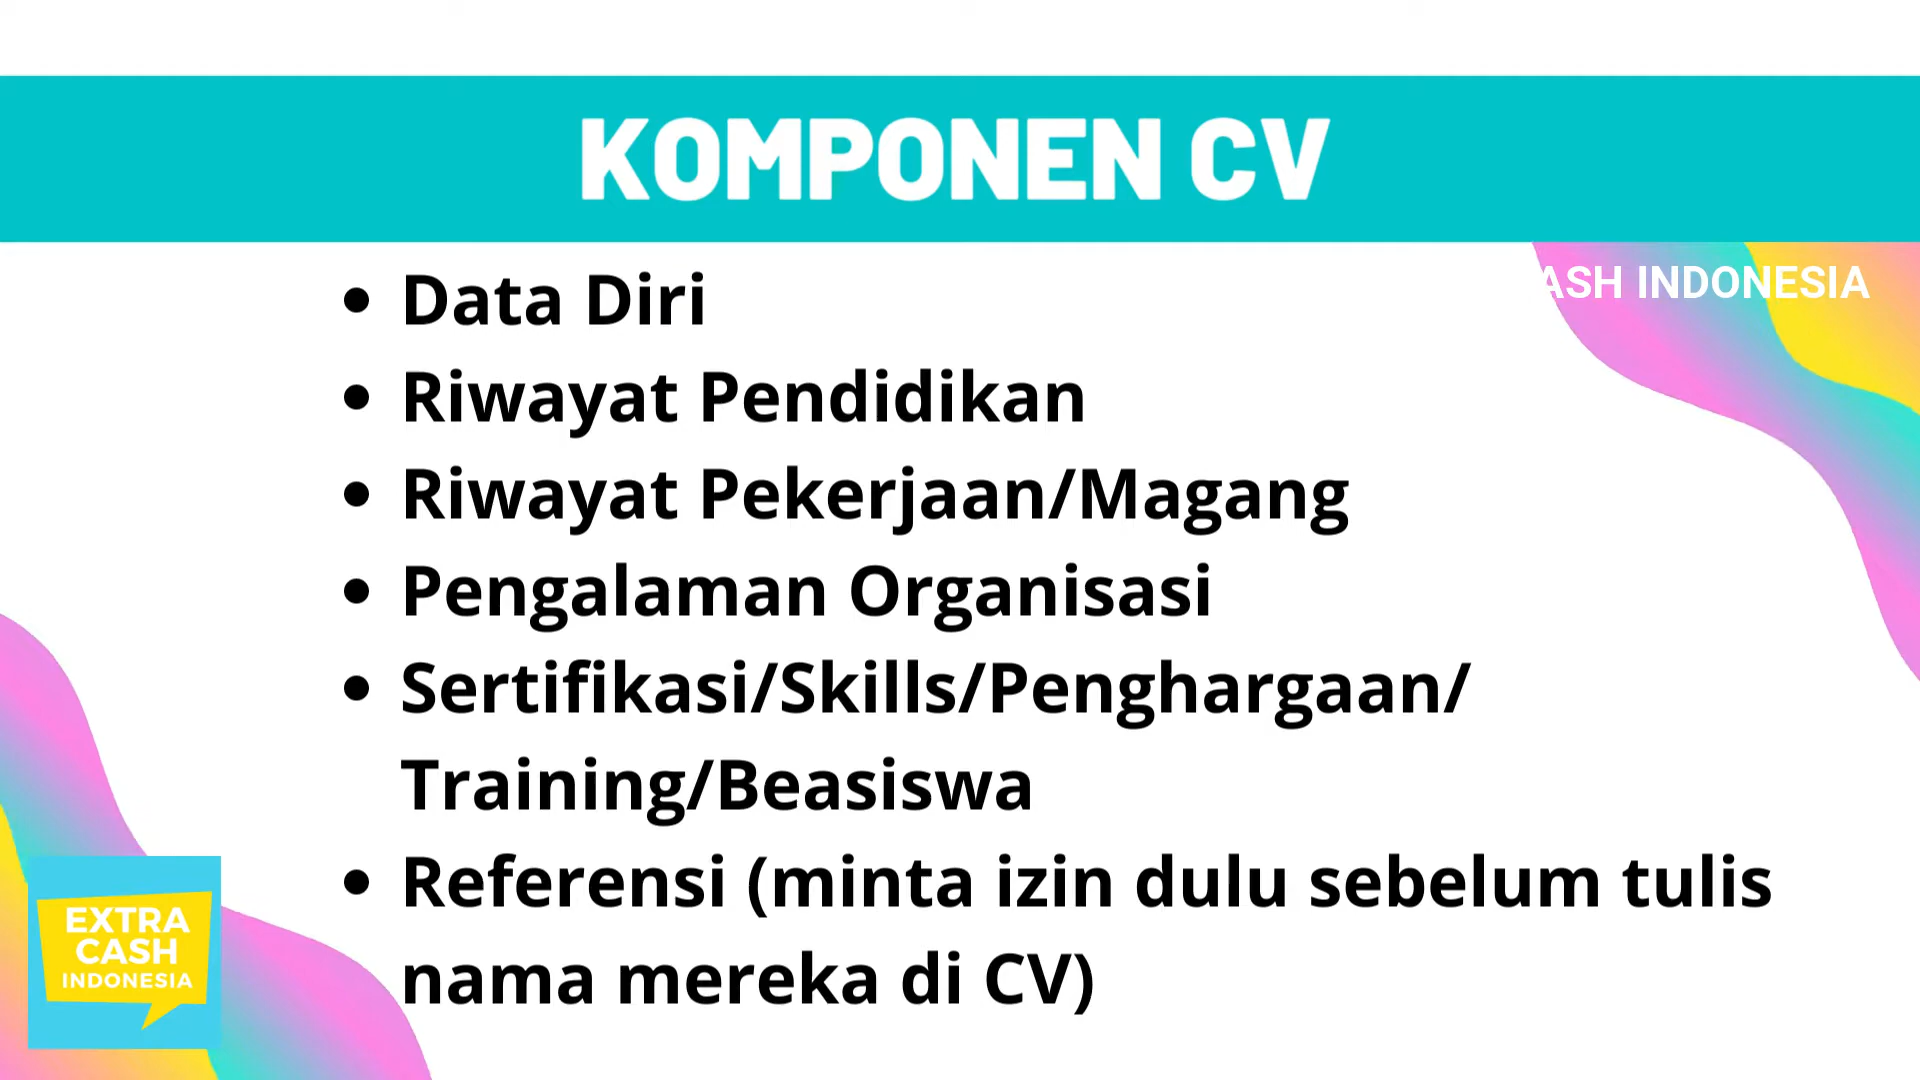 KOMPONEN CV
ASH INDONESIA
• Data Diri
• Riwayat Pendidikan
• Riwayat Pekerjaan/Magang
• Pengalaman Organisasi
• Sertifikasi/Skills/Penghargaan/
Training/Beasiswa
• Referensi (minta izin dulu sebelum tulis
nama mereka di CV)
EXTRA
CASH
INDONESIA